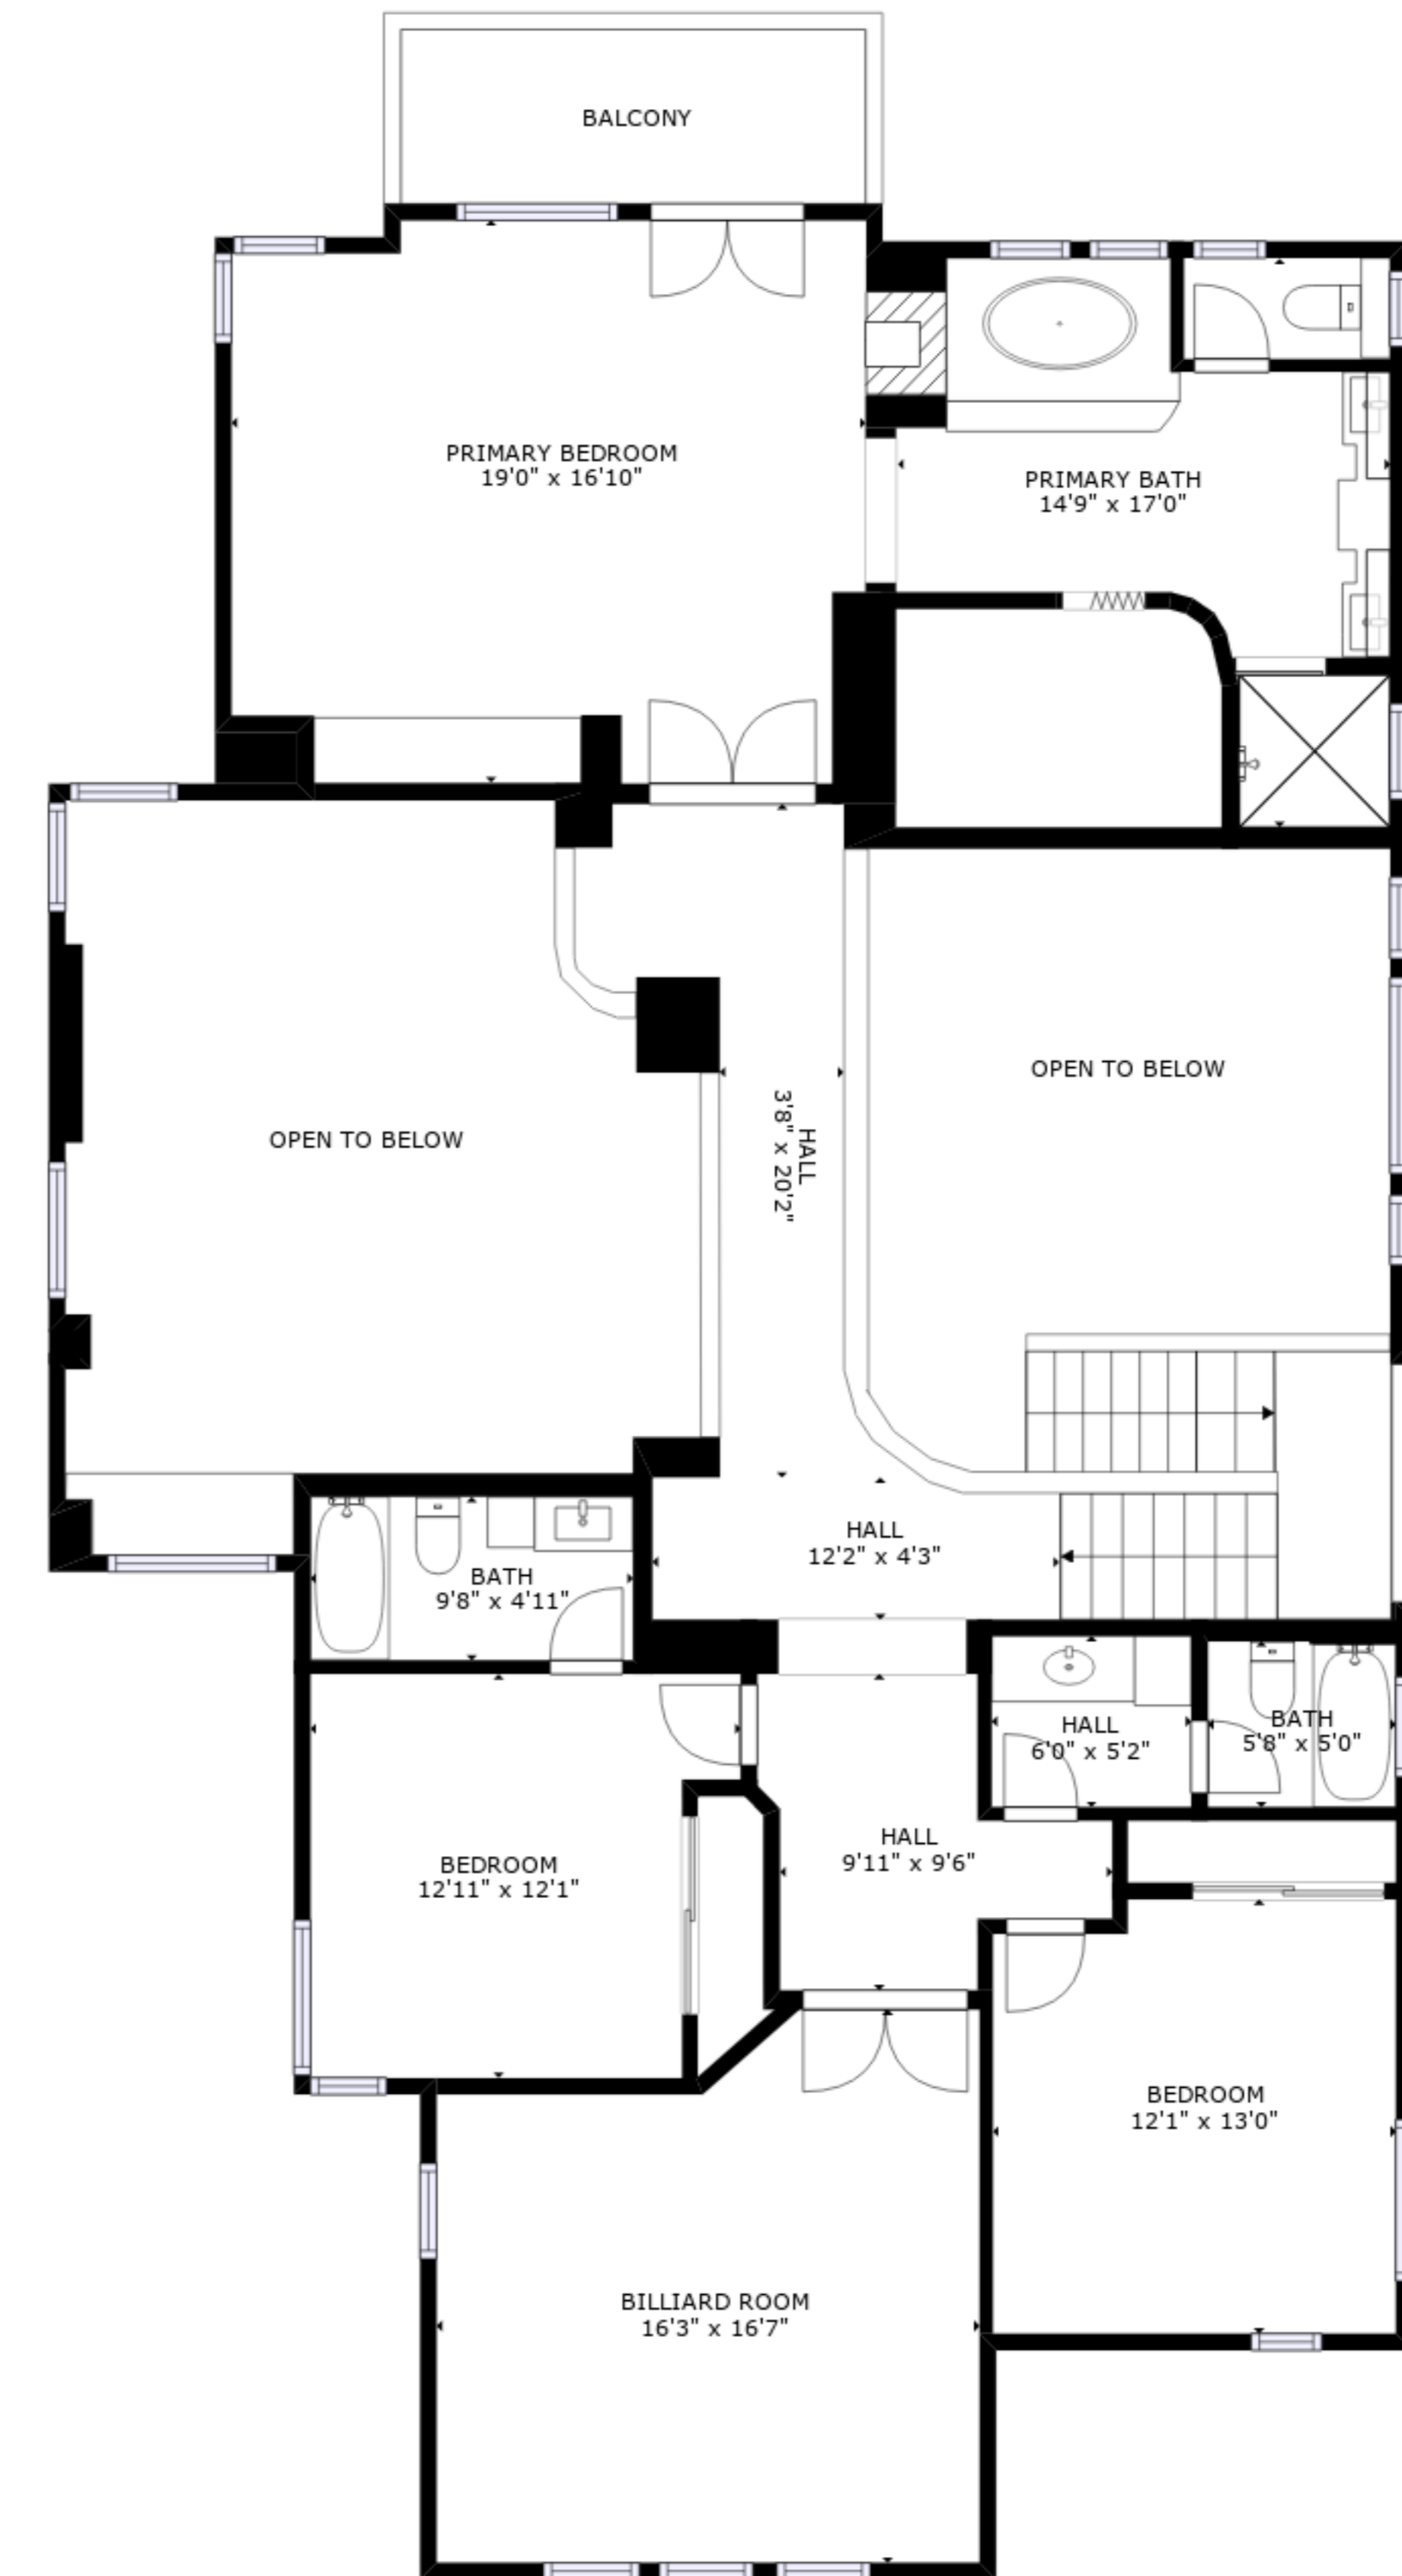 BALCONY
PRIMARY BEDROOM
19'0" x 16'10"
PRIMARY BATH
14'9" x 17'0"
OPEN TO BELOW
OPEN TO BELOW
HALL
3'8" x 20'2"
HALL
12'2" x 4'3"
BATH
9'8" x 4'11"
HALL
6'0" x 5'2"
BATH
5'8" x 5'0"
HALL
9'11" x 9'6"
BEDROOM
12'11" x 12'1"
BEDROOM
12'1" x 13'0"
BILLIARD ROOM
16'3" x 16'7"